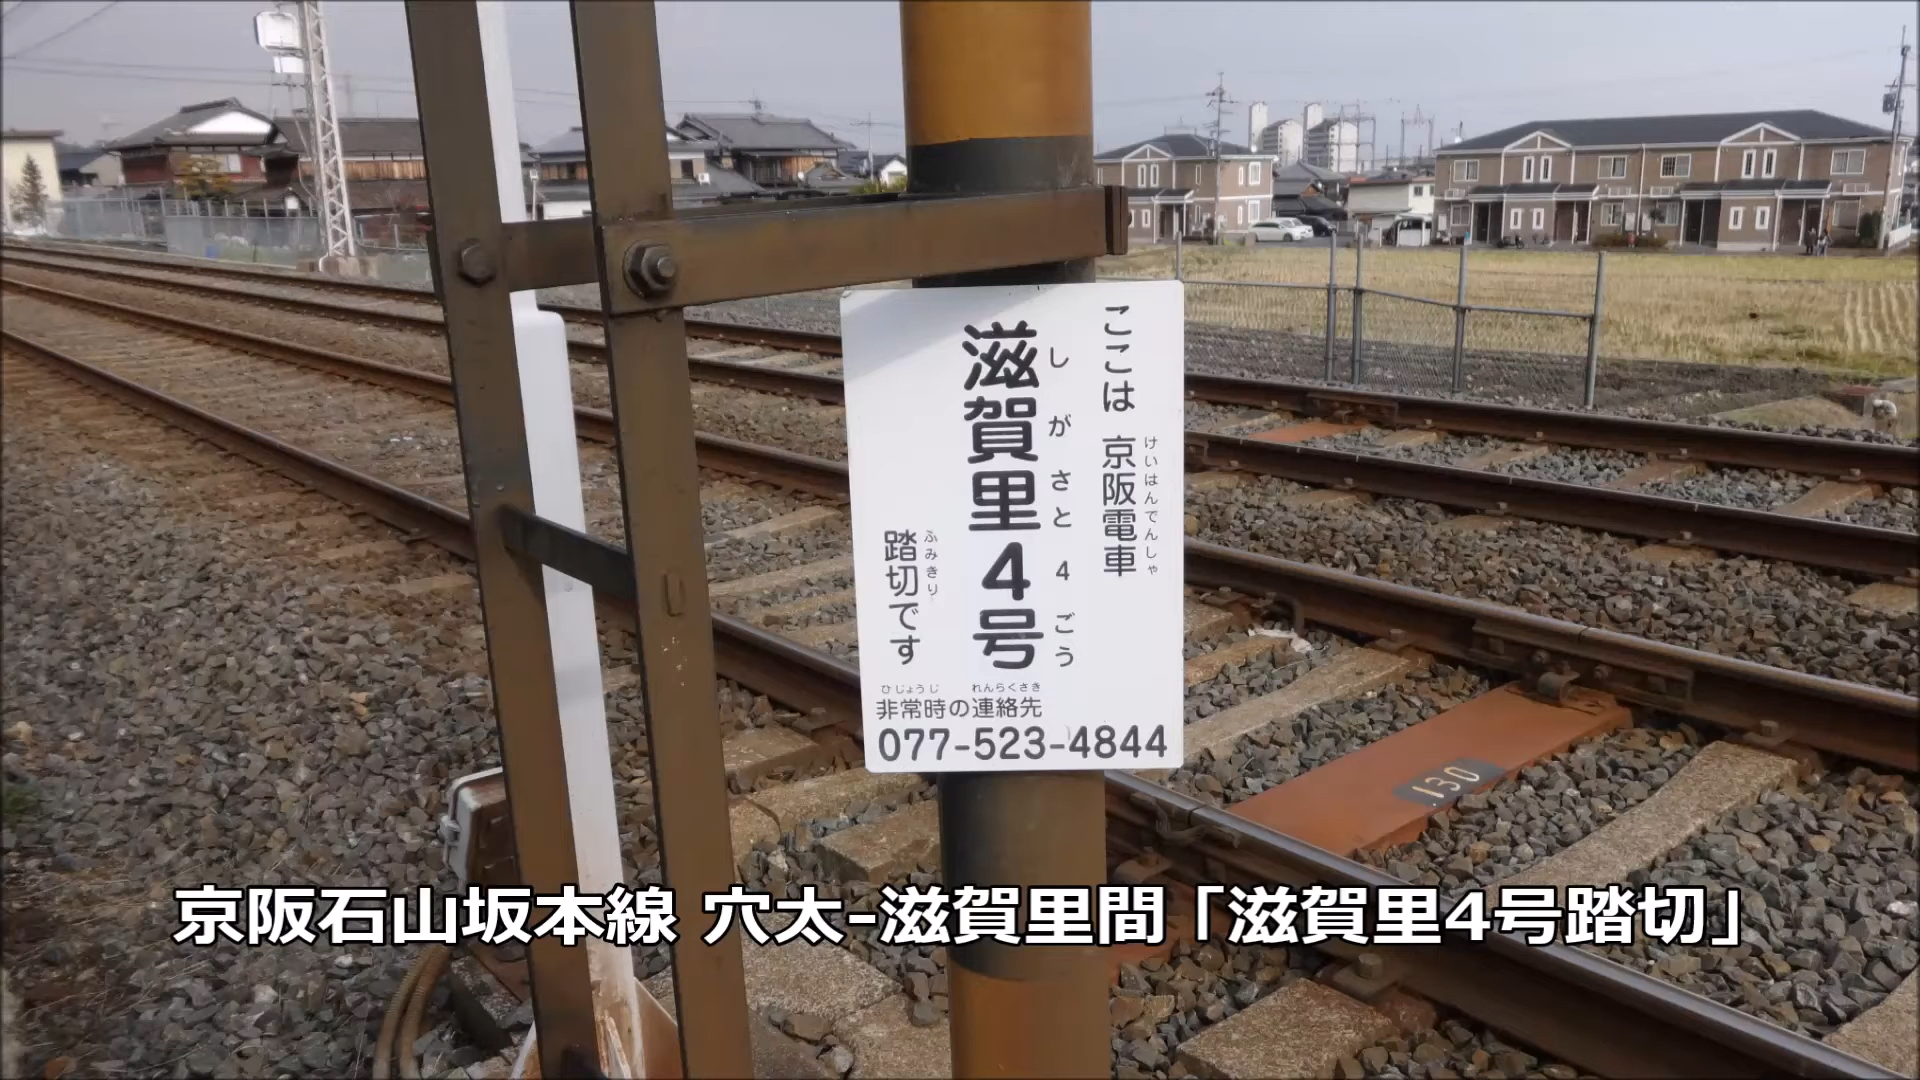 ここは 京阪電車
けいはんでんしゃ
滋賀里4号
しがさと4ごう
踏切です
ふみきり
ひじょうじ れんらくさき
非常時の連絡先
077-523-4844
130
京阪石山坂本線 穴太-滋賀里間「滋賀里4号踏切」